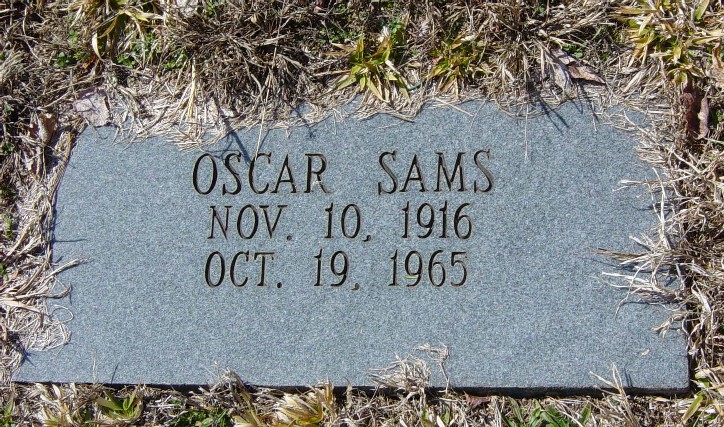 OSCAR SAMS
NOV. 10, 1916
OCT. 19, 1965